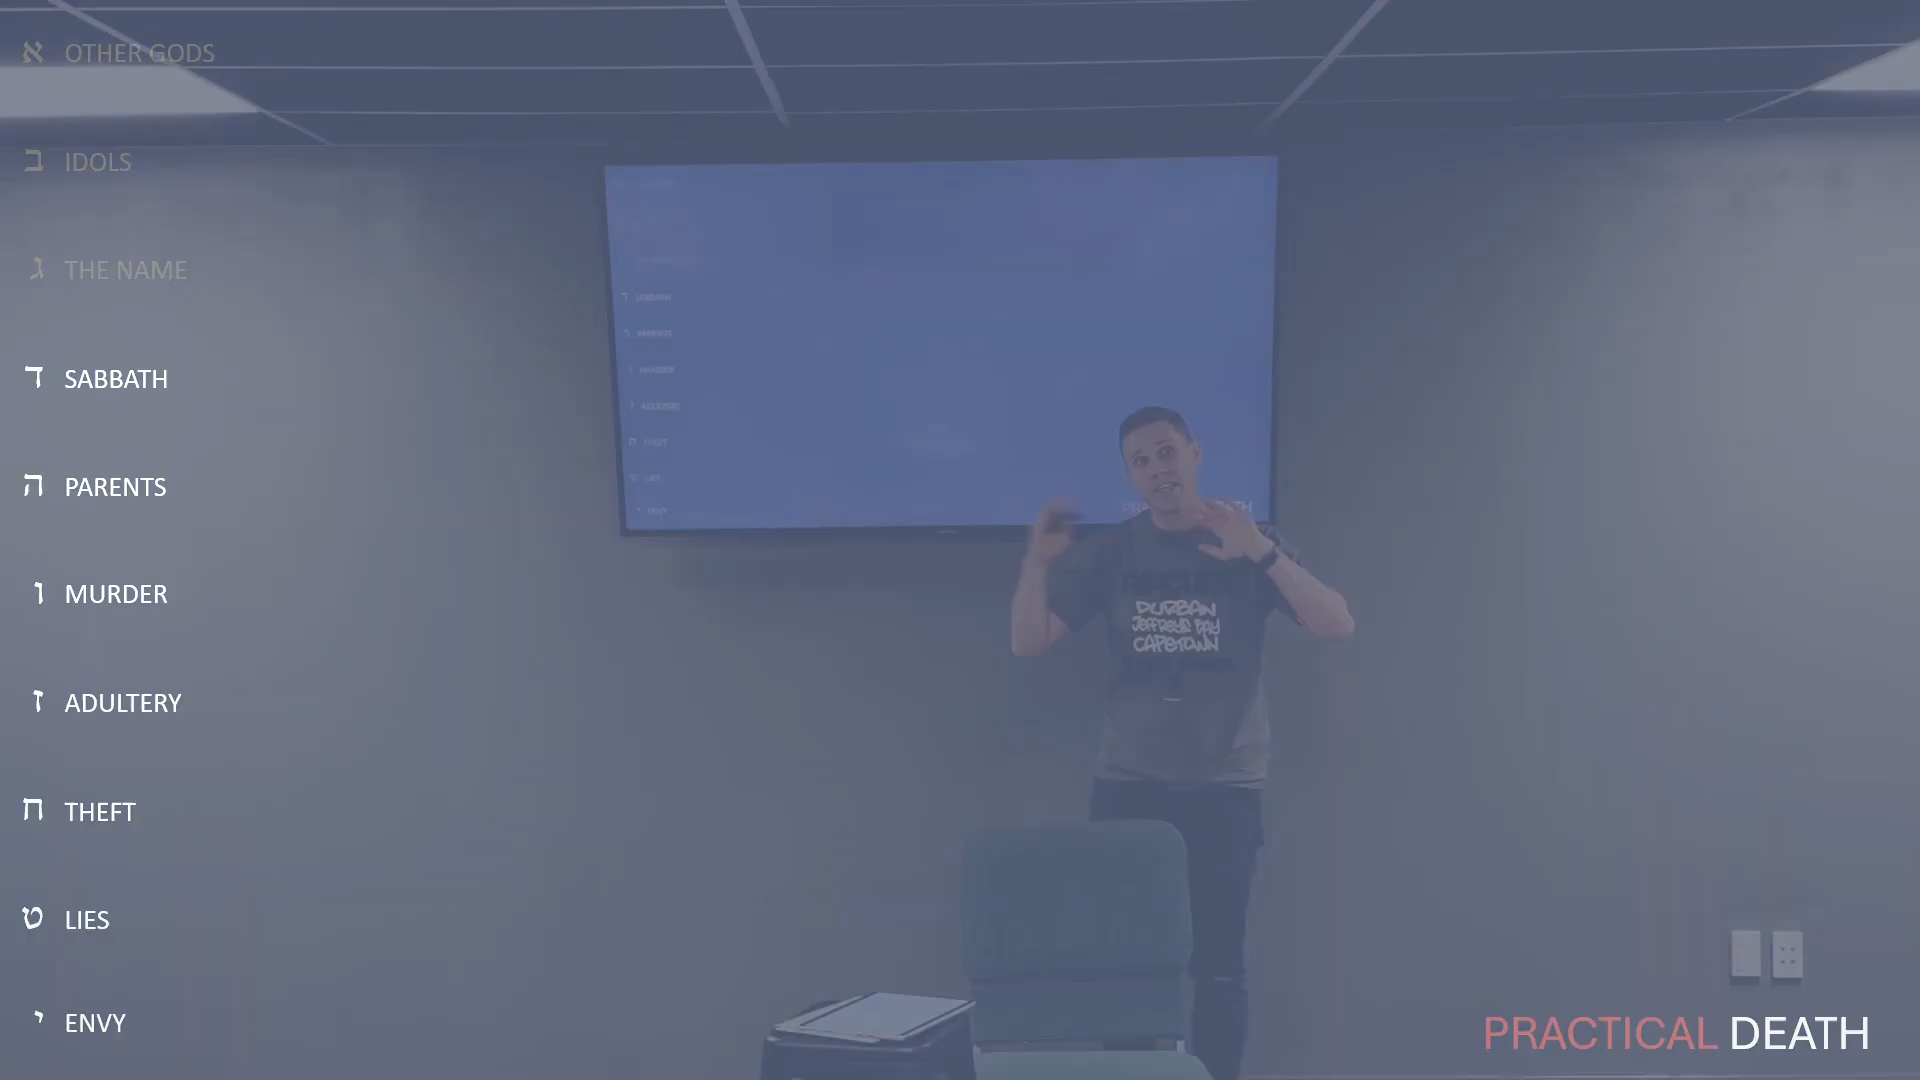 א OTHER GODS
ב IDOLS
ג THE NAME
ד SABBATH
ה PARENTS
ו MURDER
ז ADULTERY
ח THEFT
ט LIES
י ENVY
DURBAN
JEFFREYS BAY
CAPETOWN
PRACTICAL DEATH